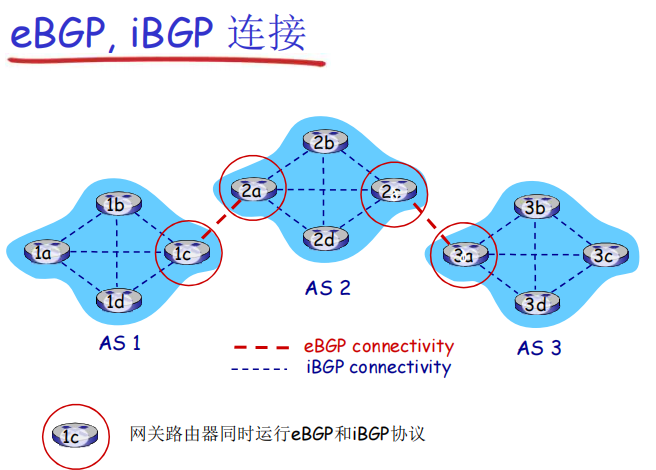 eBGP, iBGP 连接
2b
2a
2c
2d
1b
1a
1c
1d
3b
3a
3c
3d
AS 2
AS 1
AS 3
eBGP connectivity
iBGP connectivity
1c
网关路由器同时运行eBGP和iBGP协议